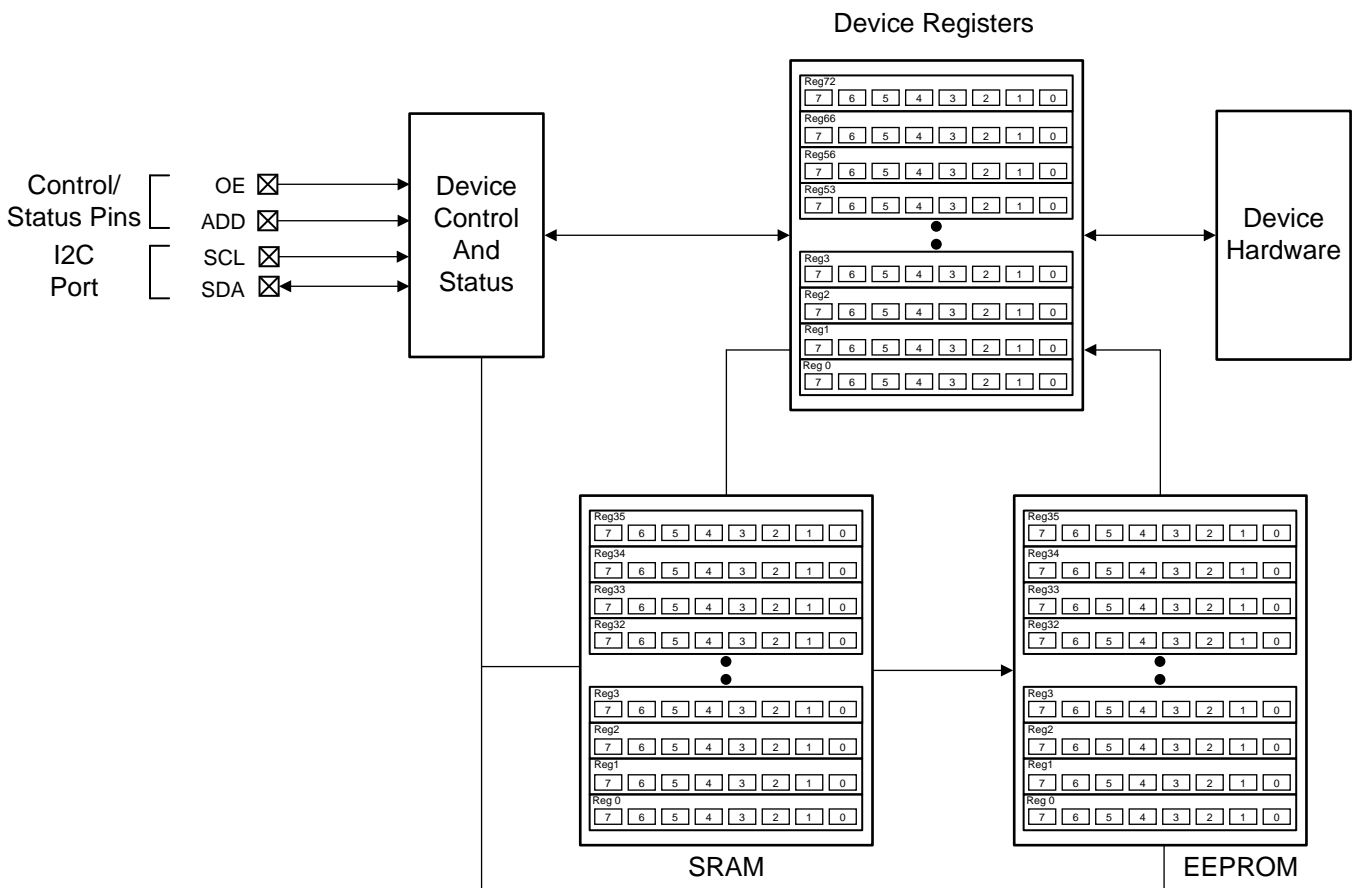 Device Registers
Reg72
7 6 5 4 3 2 1 0
Reg66
7 6 5 4 3 2 1 0
Reg56
7 6 5 4 3 2 1 0
Reg53
7 6 5 4 3 2 1 0
Reg3
7 6 5 4 3 2 1 0
Reg2
7 6 5 4 3 2 1 0
Reg1
7 6 5 4 3 2 1 0
Reg 0
7 6 5 4 3 2 1 0
Control/
Status Pins
OE
ADD
I2C
Port
SCL
SDA
Device
Control
And
Status
Device
Hardware
Reg35
7 6 5 4 3 2 1 0
Reg34
7 6 5 4 3 2 1 0
Reg33
7 6 5 4 3 2 1 0
Reg32
7 6 5 4 3 2 1 0
Reg3
7 6 5 4 3 2 1 0
Reg2
7 6 5 4 3 2 1 0
Reg1
7 6 5 4 3 2 1 0
Reg 0
7 6 5 4 3 2 1 0
SRAM
Reg35
7 6 5 4 3 2 1 0
Reg34
7 6 5 4 3 2 1 0
Reg33
7 6 5 4 3 2 1 0
Reg32
7 6 5 4 3 2 1 0
Reg3
7 6 5 4 3 2 1 0
Reg2
7 6 5 4 3 2 1 0
Reg1
7 6 5 4 3 2 1 0
Reg 0
7 6 5 4 3 2 1 0
EEPROM